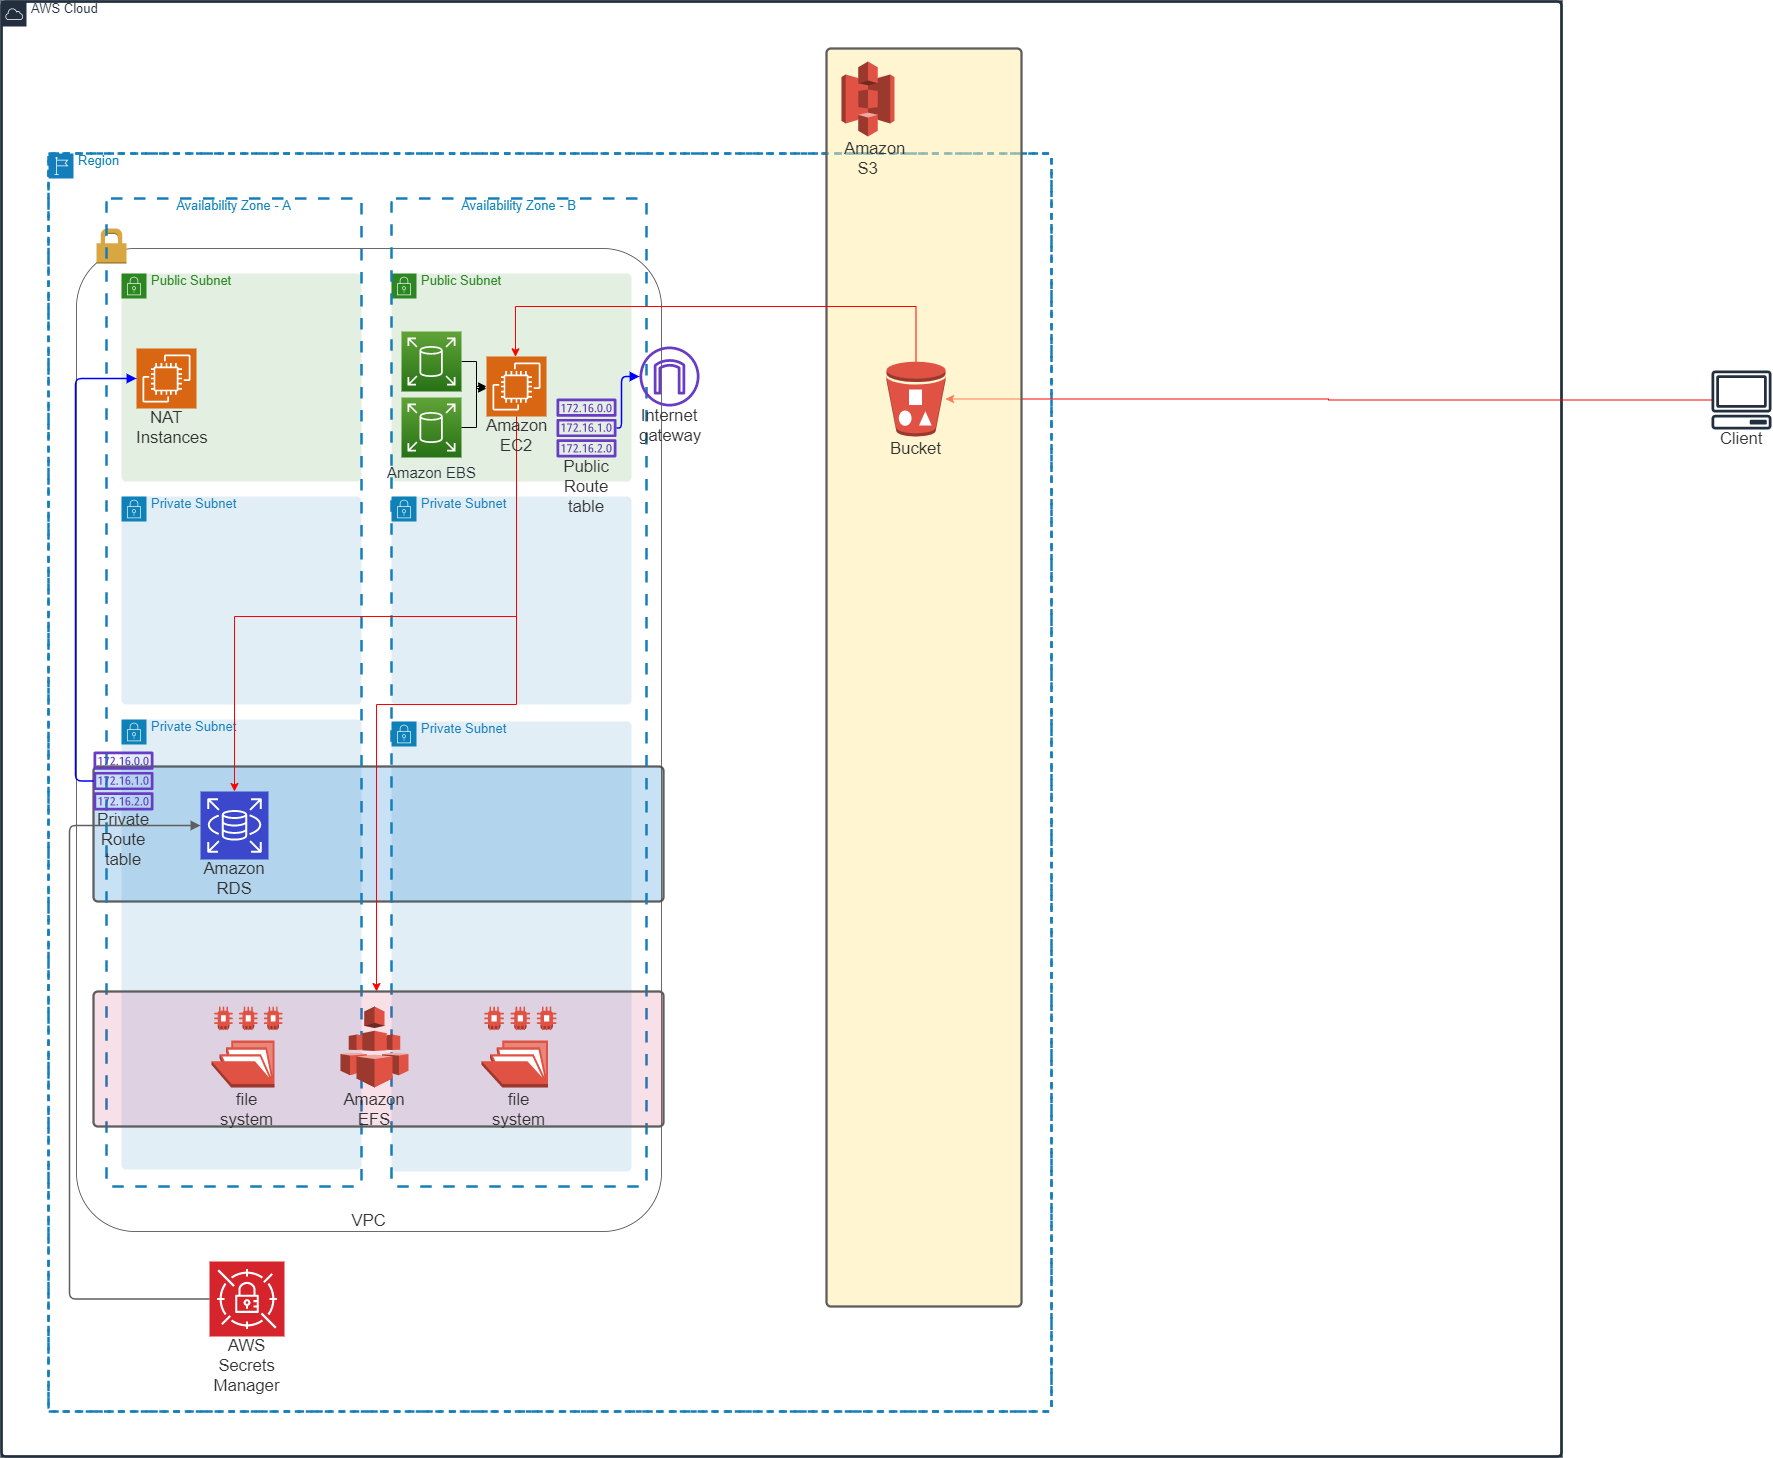 AWS Cloud
Amazon
S3
Region
Availability Zone - A
Availability Zone - B
Public Subnet
Public Subnet
NAT
Instances
Amazon
EC2
Amazon EBS
172.16.0.0
172.16.1.0
172.16.2.0
Public
Route
table
Internet
gateway
Bucket
Client
Private Subnet
Private Subnet
Private Subnet
Private Subnet
172.16.0.0
172.16.1.0
172.16.2.0
Private
Route
table
Amazon
RDS
file
system
Amazon
EFS
file
system
VPC
AWS
Secrets
Manager